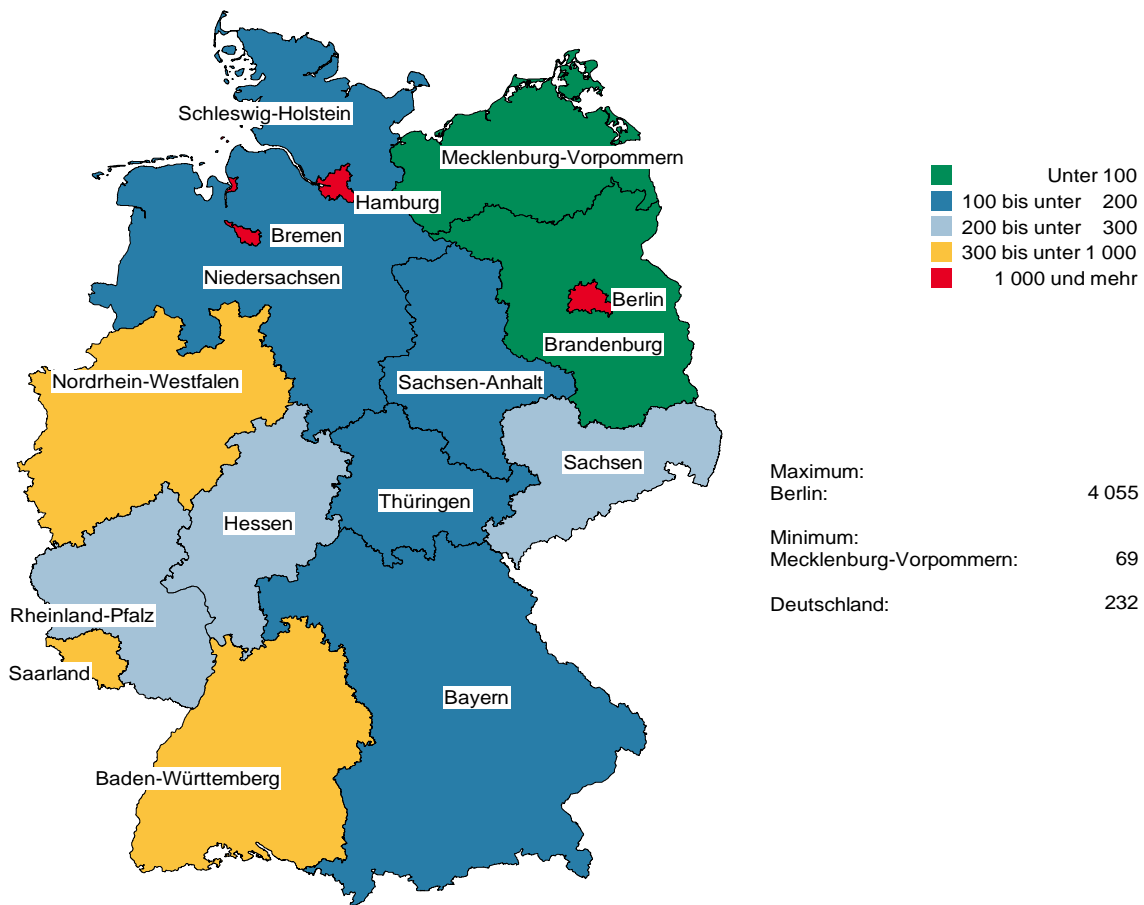 Schleswig-Holstein
Mecklenburg-Vorpommern
Hamburg
Bremen
Niedersachsen
Berlin
Brandenburg
Nordrhein-Westfalen
Sachsen-Anhalt
Sachsen
Thüringen
Hessen
Rheinland-Pfalz
Saarland
Bayern
Baden-Württemberg
Unter 100
100 bis unter 200
200 bis unter 300
300 bis unter 1 000
1 000 und mehr
Maximum:
Berlin: 4 055
Minimum:
Mecklenburg-Vorpommern: 69
Deutschland: 232